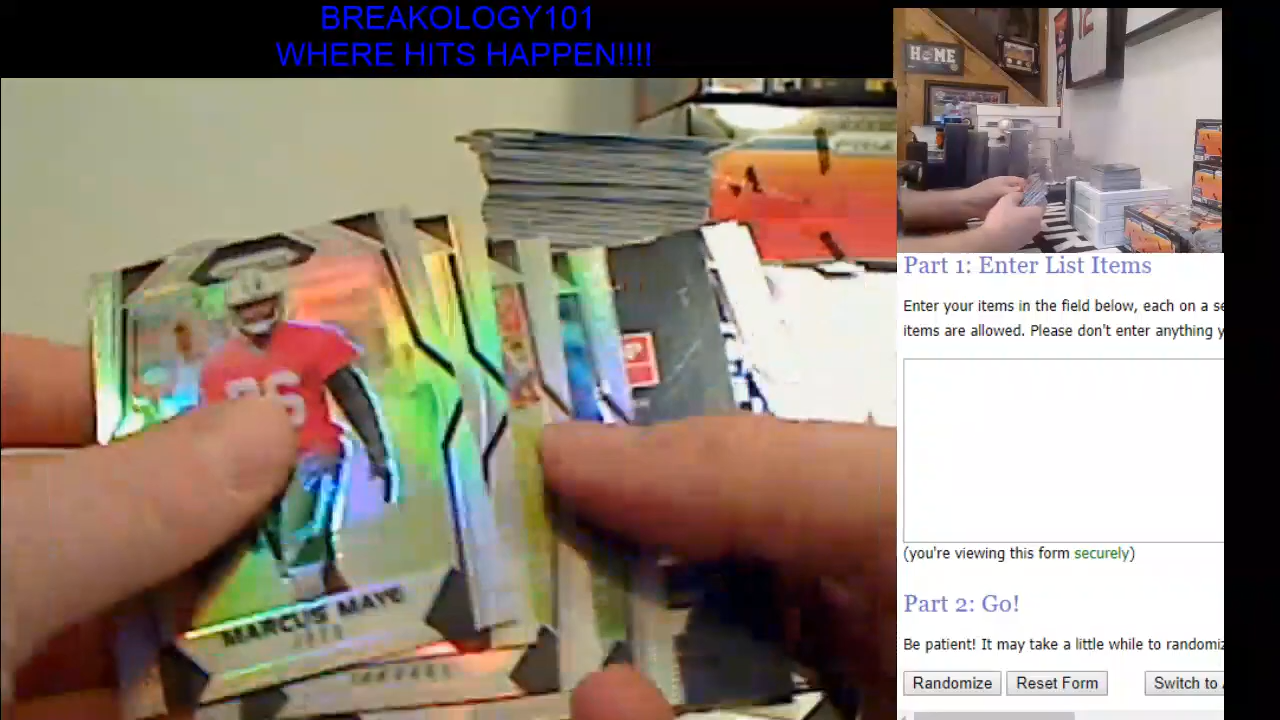 BREAKOLOGY101
WHERE HITS HAPPEN!!!!
HOME
12
MARCUS MAYE
JETS
Part 1: Enter List Items
Enter your items in the field below, each on a se
items are allowed. Please don't enter anything y
(you're viewing this form securely)
Part 2: Go!
Be patient! It may take a little while to randomiz
Randomize
Reset Form
Switch to